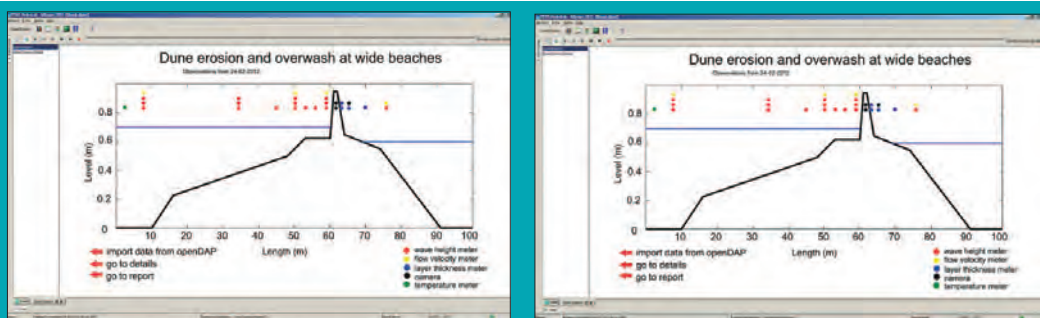 Dune erosion and overwash at wide beaches
Observations from 24-02-2012
Level (m)
0.8
0.6
0.4
0.2
0
10 20 30 40 50 60 70 80 90 100
Length (m)
import data from openDAP
go to details
go to report
wave height meter
flow velocity meter
layer thickness meter
camera
temperature meter
Dune erosion and overwash at wide beaches
Observations from 24-02-2012
Level (m)
0.8
0.6
0.4
0.2
0
10 20 30 40 50 60 70 80 90 100
Length (m)
import data from openDAP
go to details
go to report
wave height meter
flow velocity meter
layer thickness meter
camera
temperature meter